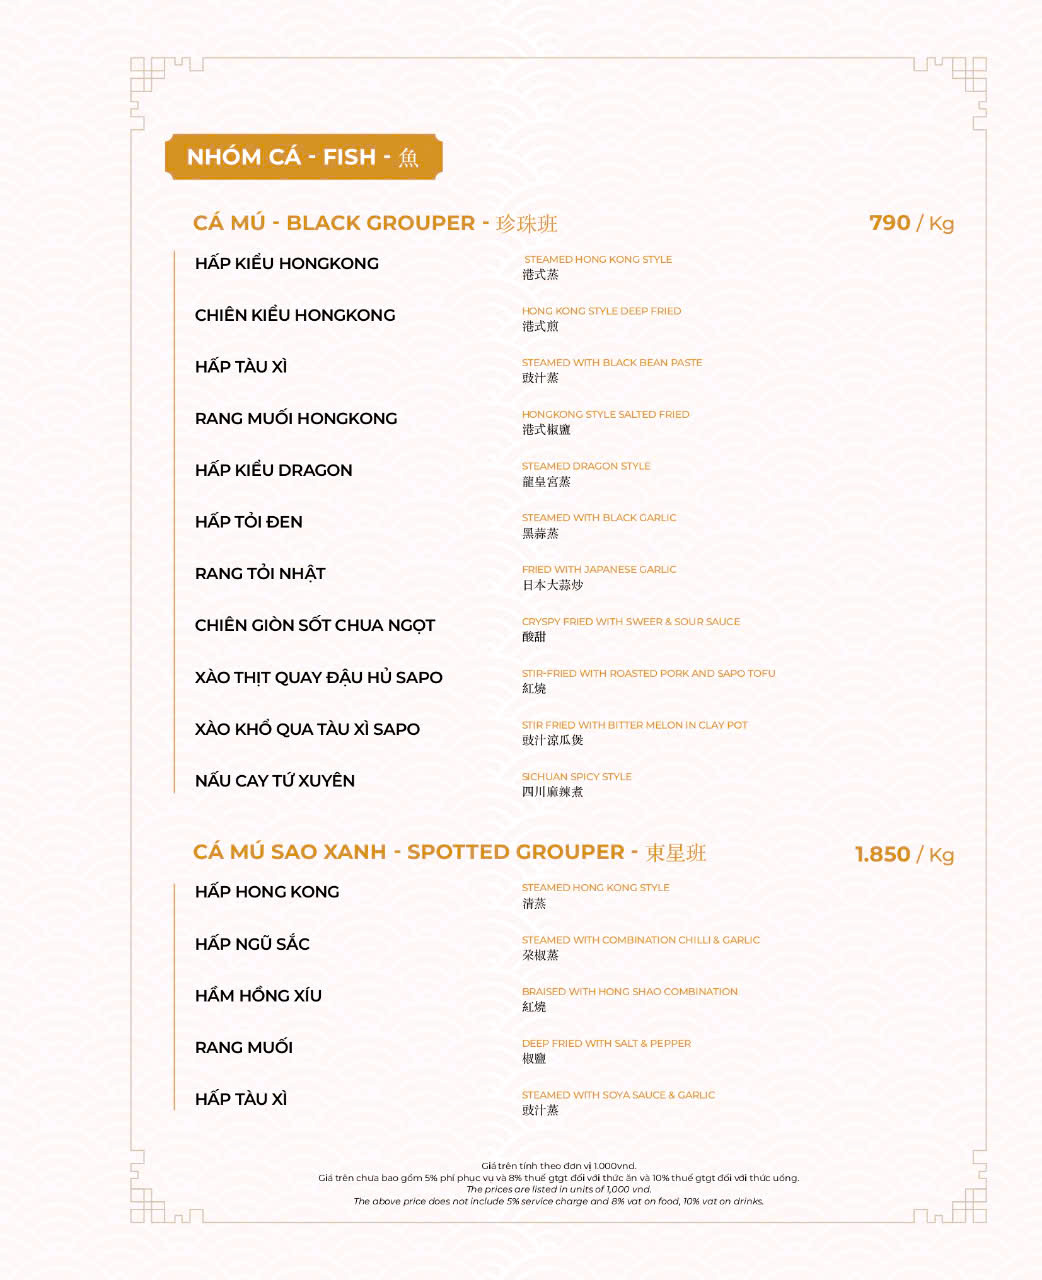 NHÓM CÁ - FISH - 魚
CÁ MÚ - BLACK GROUPER - 珍珠班
790 / Kg
HẤP KIỂU HONGKONG
STEAMED HONG KONG STYLE
港式蒸
CHIÊN KIỂU HONGKONG
HONG KONG STYLE DEEP FRIED
港式煎
HẤP TÀU XÌ
STEAMED WITH BLACK BEAN PASTE
豉汁蒸
RANG MUỐI HONGKONG
HONGKONG STYLE SALTED FRIED
港式椒鹽
HẤP KIỂU DRAGON
STEAMED DRAGON STYLE
龍皇宮蒸
HẤP TỎI ĐEN
STEAMED WITH BLACK GARLIC
黑蒜蒸
RANG TỎI NHẬT
FRIED WITH JAPANESE GARLIC
日本大蒜炒
CHIÊN GIÒN SỐT CHUA NGỌT
CRYSPY FRIED WITH SWEER & SOUR SAUCE
酸甜
XÀO THỊT QUAY ĐẬU HỦ SAPO
STIR-FRIED WITH ROASTED PORK AND SAPO TOFU
紅燒
XÀO KHỔ QUA TÀU XÌ SAPO
STIR FRIED WITH BITTER MELON IN CLAY POT
豉汁涼瓜煲
NẤU CAY TỨ XUYÊN
SICHUAN SPICY STYLE
四川麻辣煮
CÁ MÚ SAO XANH - SPOTTED GROUPER - 東星班
1.850 / Kg
HẤP HONG KONG
STEAMED HONG KONG STYLE
清蒸
HẤP NGŨ SẮC
STEAMED WITH COMBINATION CHILLI & GARLIC
朶椒蒸
HẦM HỒNG XÍU
BRAISED WITH HONG SHAO COMBINATION
紅燒
RANG MUỐI
DEEP FRIED WITH SALT & PEPPER
椒鹽
HẤP TÀU XÌ
STEAMED WITH SOYA SAUCE & GARLIC
豉汁蒸
Giá trên tính theo đơn vị 1.000vnd.
Giá trên chưa bao gồm 5% phí phục vụ và 8% thuế gtgt đối với thức ăn và 10% thuế gtgt đối với thức uống.
The prices are listed in units of 1,000 vnd.
The above price does not include 5% service charge and 8% vat on food, 10% vat on drinks.